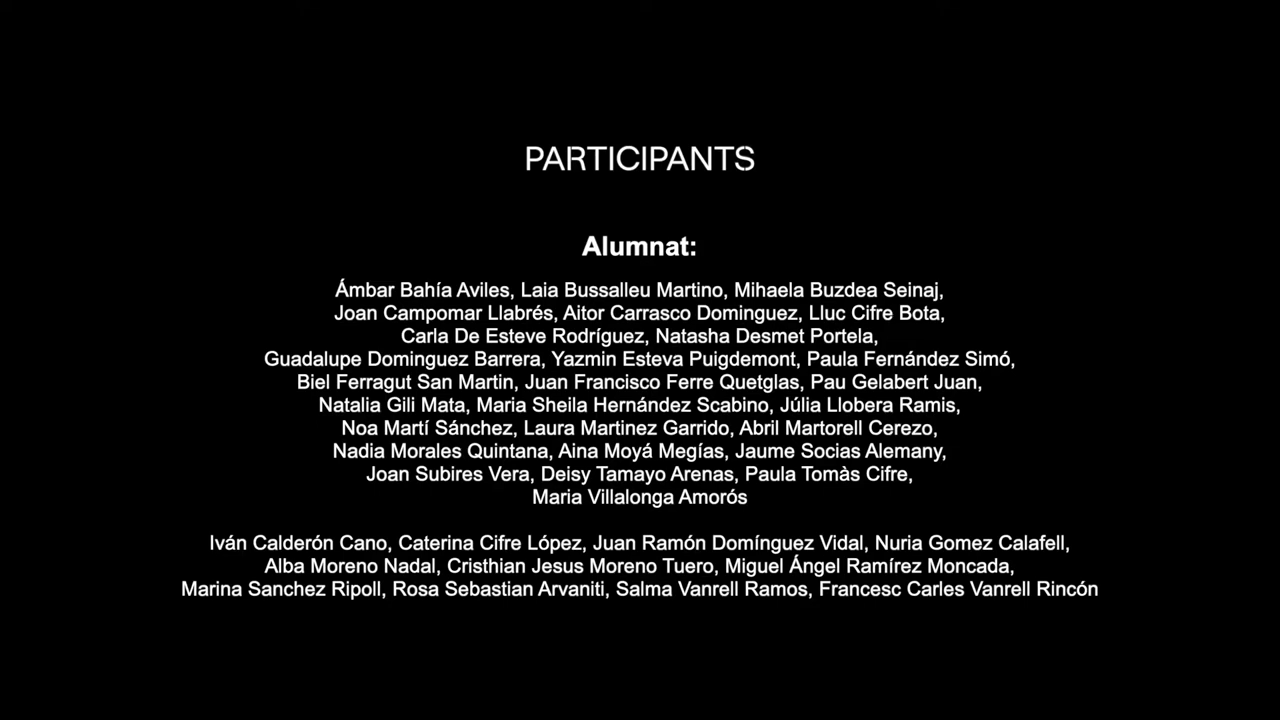 PARTICIPANTS
Alumnat:
Ámbar Bahía Aviles, Laia Bussalleu Martino, Mihaela Buzdea Seinaj,
Joan Campomar Llabrés, Aitor Carrasco Dominguez, Lluc Cifre Bota,
Carla De Esteve Rodríguez, Natasha Desmet Portela,
Guadalupe Dominguez Barrera, Yazmin Esteva Puigdemont, Paula Fernández Simó,
Biel Ferragut San Martin, Juan Francisco Ferre Quetglas, Pau Gelabert Juan,
Natalia Gili Mata, Maria Sheila Hernández Scabino, Júlia Llobera Ramis,
Noa Martí Sánchez, Laura Martinez Garrido, Abril Martorell Cerezo,
Nadia Morales Quintana, Aina Moyá Megías, Jaume Socias Alemany,
Joan Subires Vera, Deisy Tamayo Arenas, Paula Tomàs Cifre,
Maria Villalonga Amorós
Iván Calderón Cano, Caterina Cifre López, Juan Ramón Domínguez Vidal, Nuria Gomez Calafell,
Alba Moreno Nadal, Cristhian Jesus Moreno Tuero, Miguel Ángel Ramírez Moncada,
Marina Sanchez Ripoll, Rosa Sebastian Arvaniti, Salma Vanrell Ramos, Francesc Carles Vanrell Rincón